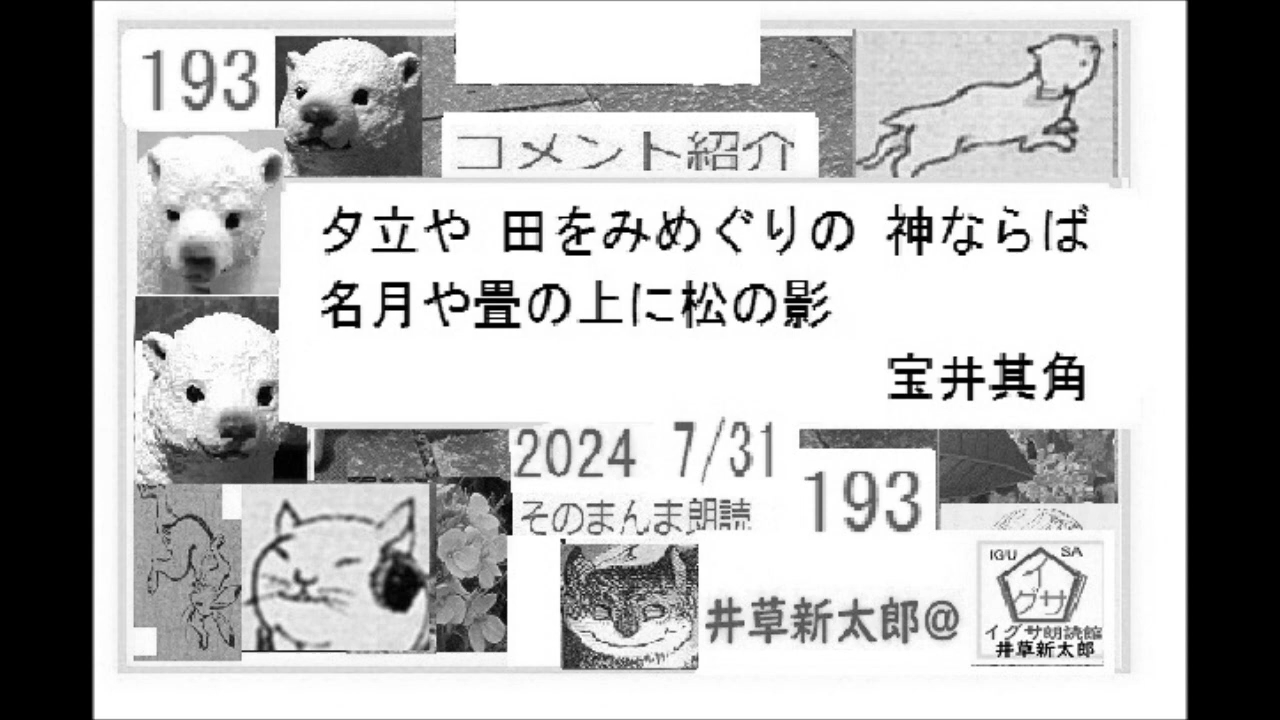 193
コメント紹介
夕立や 田をみめぐりの 神ならば
名月や畳の上に松の影
宝井其角
2024 7/31
そのまんま朗読
193
井草新太郎@
IGU SA
イ
グサ
イグサ朗読館
井草新太郎